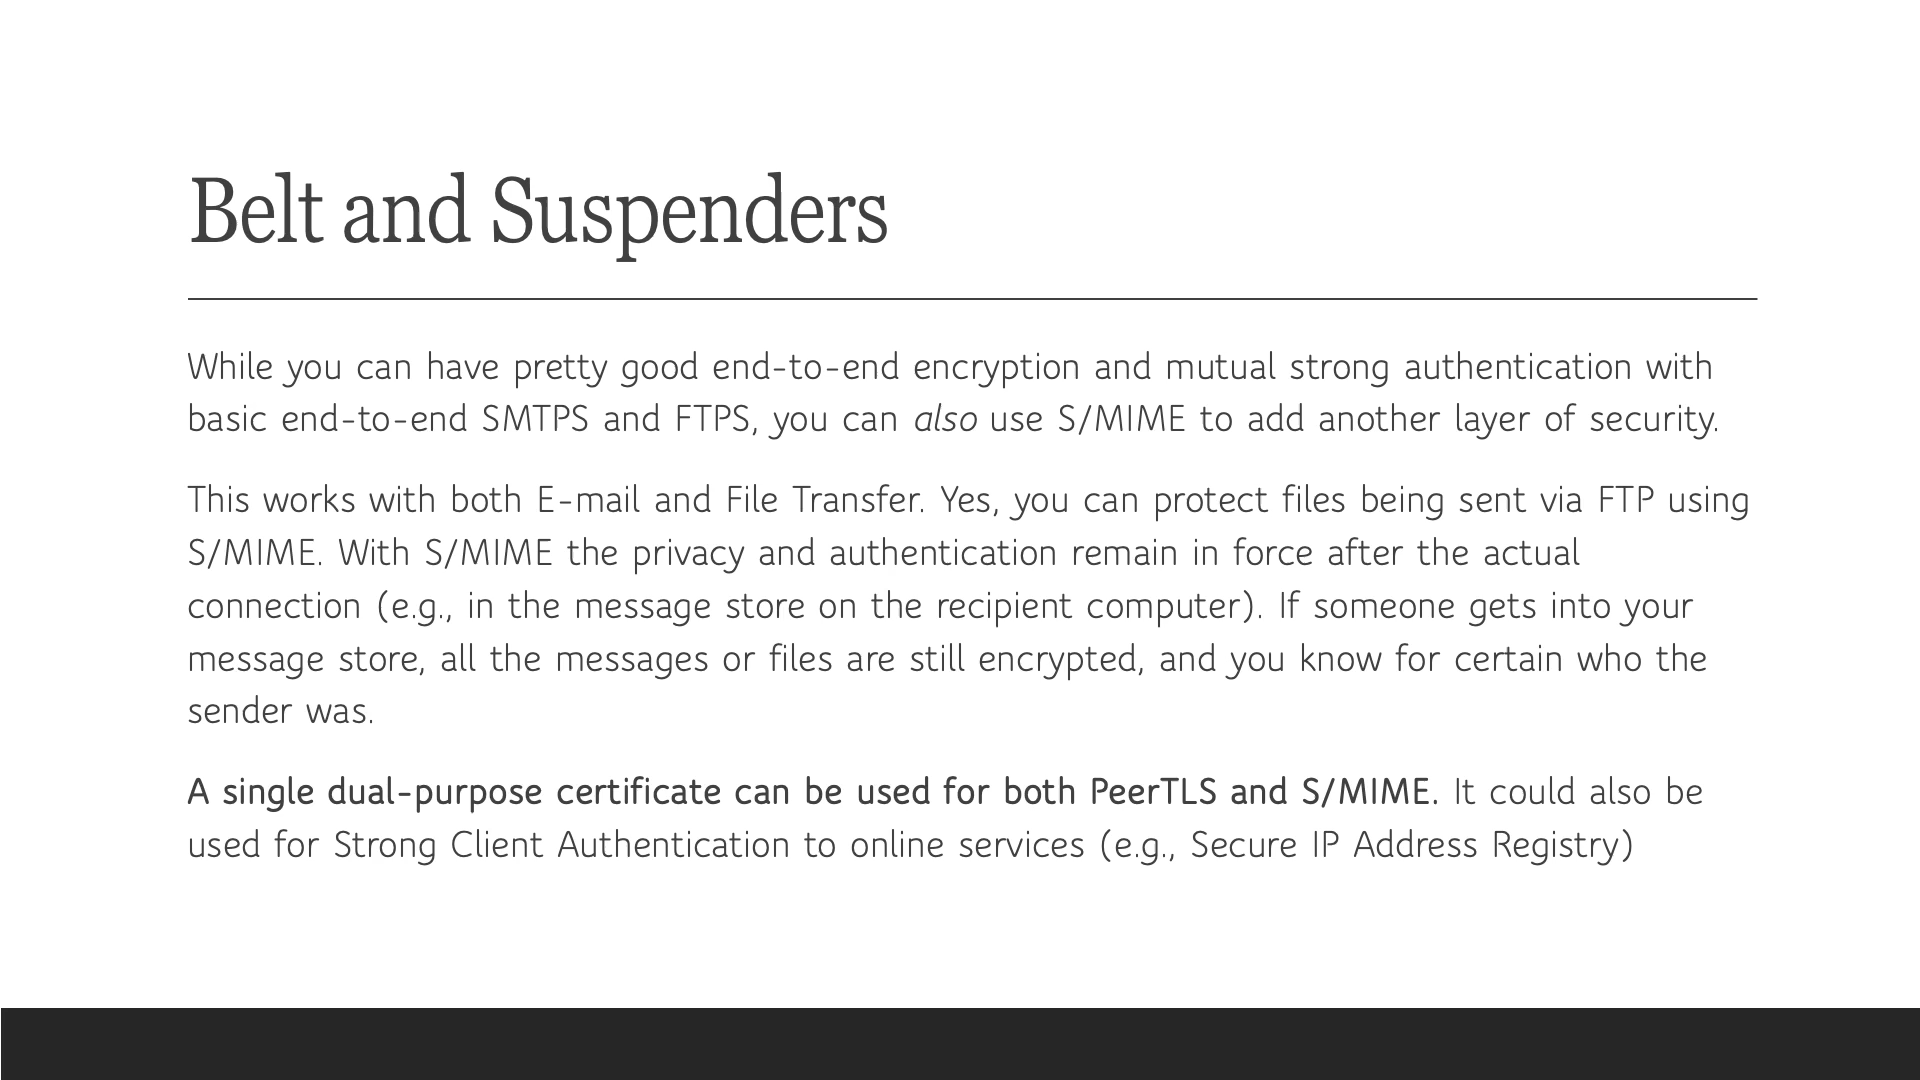 Belt and Suspenders
While you can have pretty good end-to-end encryption and mutual strong authentication with
basic end-to-end SMTPS and FTPS, you can also use S/MIME to add another layer of security.
This works with both E-mail and File Transfer. Yes, you can protect files being sent via FTP using
S/MIME. With S/MIME the privacy and authentication remain in force after the actual
connection (e.g., in the message store on the recipient computer). If someone gets into your
message store, all the messages or files are still encrypted, and you know for certain who the
sender was.
A single dual-purpose certificate can be used for both PeerTLS and S/MIME. It could also be
used for Strong Client Authentication to online services (e.g., Secure IP Address Registry)